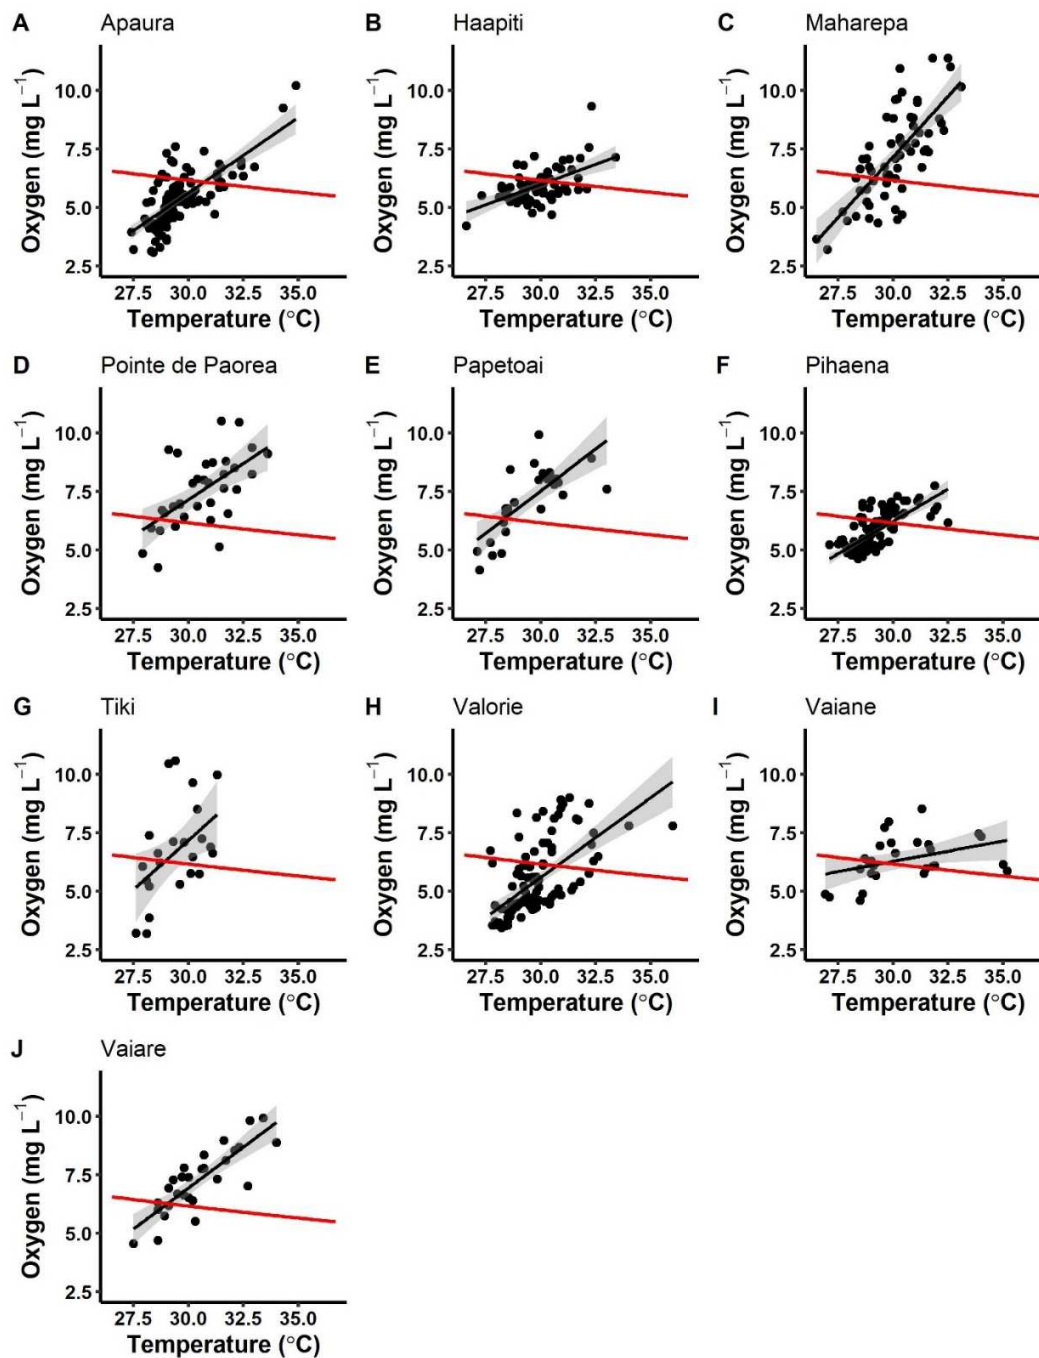 A Apaura
Oxygen (mg L⁻¹)
10.0
7.5
5.0
2.5
27.5 30.0 32.5 35.0
Temperature (°C)
B Haapiti
Oxygen (mg L⁻¹)
10.0
7.5
5.0
2.5
27.5 30.0 32.5 35.0
Temperature (°C)
C Maharepa
Oxygen (mg L⁻¹)
10.0
7.5
5.0
2.5
27.5 30.0 32.5 35.0
Temperature (°C)
D Pointe de Paorea
Oxygen (mg L⁻¹)
10.0
7.5
5.0
2.5
27.5 30.0 32.5 35.0
Temperature (°C)
E Papetoai
Oxygen (mg L⁻¹)
10.0
7.5
5.0
2.5
27.5 30.0 32.5 35.0
Temperature (°C)
F Pihaena
Oxygen (mg L⁻¹)
10.0
7.5
5.0
2.5
27.5 30.0 32.5 35.0
Temperature (°C)
G Tiki
Oxygen (mg L⁻¹)
10.0
7.5
5.0
2.5
27.5 30.0 32.5 35.0
Temperature (°C)
H Valorie
Oxygen (mg L⁻¹)
10.0
7.5
5.0
2.5
27.5 30.0 32.5 35.0
Temperature (°C)
I Vaiane
Oxygen (mg L⁻¹)
10.0
7.5
5.0
2.5
27.5 30.0 32.5 35.0
Temperature (°C)
J Vaiare
Oxygen (mg L⁻¹)
10.0
7.5
5.0
2.5
27.5 30.0 32.5 35.0
Temperature (°C)